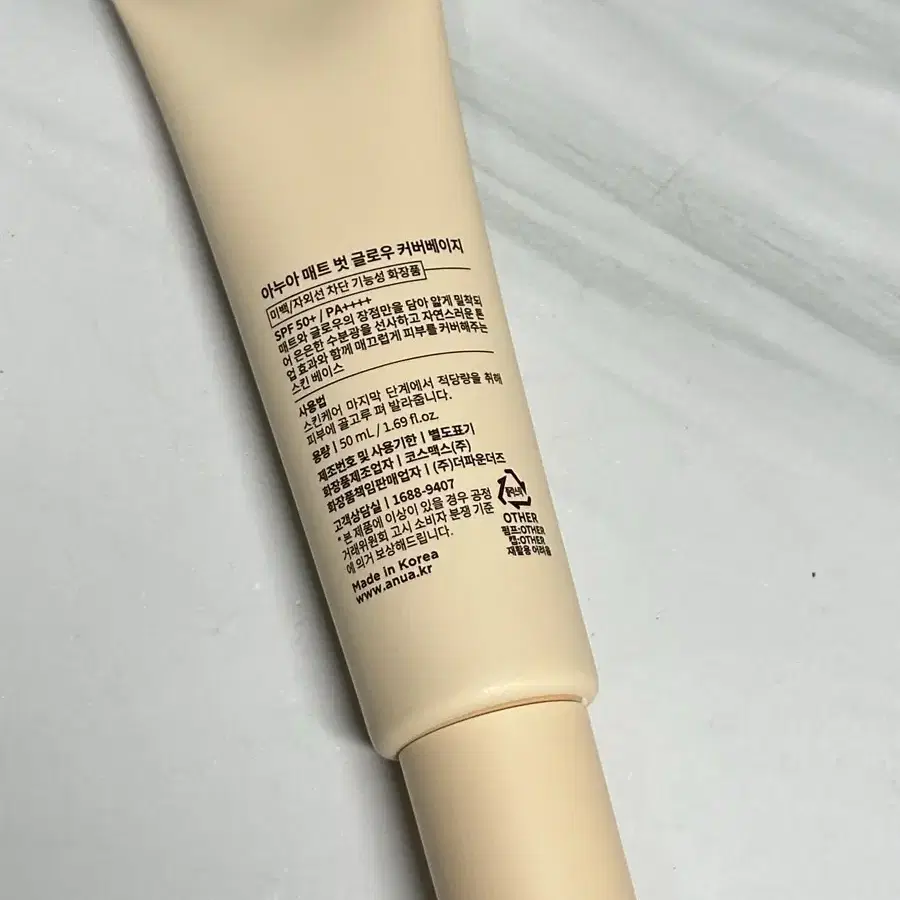 아누아 매트 벗 글로우 커버베이지
미백/자외선 차단 기능성 화장품
SPF 50+ / PA++++
매트와 글로우의 장점만을 담아 얇게 밀착되
어 은은한 수분광을 선사하고 자연스러운 톤
업 효과와 함께 매끄럽게 피부를 커버해주는
스킨 베이스
사용법
스킨케어 마지막 단계에서 적당량을 취해
피부에 골고루 펴 발라줍니다.
용량 | 50 mL / 1.69 fl.oz.
제조번호 및 사용기한 | 별도표기
화장품제조업자 | 코스맥스(주)
화장품책임판매업자 | (주)더파운더즈
고객상담실 | 1688-9407
* 본 제품에 이상이 있을 경우 공정
거래위원회 고시 소비자 분쟁 기준
에 의거 보상해드립니다.
Made in Korea
www.anua.kr
OTHER
펌프:OTHER
캡:OTHER
재활용 어려움